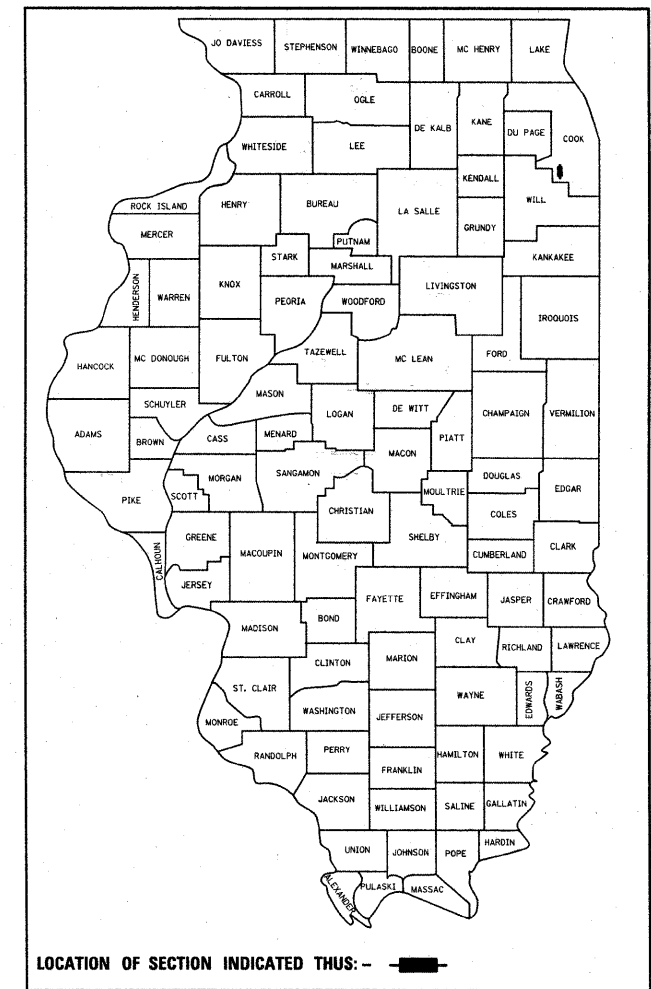 JO DAVIESS STEPHENSON WINNEBAGO BOONE MC HENRY LAKE
CARROLL OGLE
DE KALB KANE DU PAGE COOK
WHITESIDE LEE
KENDALL WILL
ROCK ISLAND HENRY BUREAU LA SALLE
MERCER PUTNAM GRUNDY
STARK MARSHALL KANKAKEE
HENDERSON WARREN KNOX PEORIA WOODFORD LIVINGSTON IROQUOIS
HANCOCK MC DONOUGH FULTON TAZEWELL MC LEAN FORD
MASON
SCHUYLER LOGAN DE WITT CHAMPAIGN VERMILION
ADAMS BROWN CASS MENARD MACON PIATT
PIKE SCOTT MORGAN SANGAMON DOUGLAS EDGAR
CHRISTIAN MOULTRIE COLES
CALHOUN GREENE MACOUPIN MONTGOMERY SHELBY CUMBERLAND CLARK
JERSEY FAYETTE EFFINGHAM JASPER CRAWFORD
MADISON BOND CLAY RICHLAND LAWRENCE
CLINTON MARION
ST. CLAIR WAYNE EDWARDS WABASH
MONROE WASHINGTON JEFFERSON
RANDOLPH PERRY HAMILTON WHITE
FRANKLIN
JACKSON WILLIAMSON SALINE GALLATIN
UNION JOHNSON POPE HARDIN
ALEXANDER PULASKI MASSAC
LOCATION OF SECTION INDICATED THUS: -